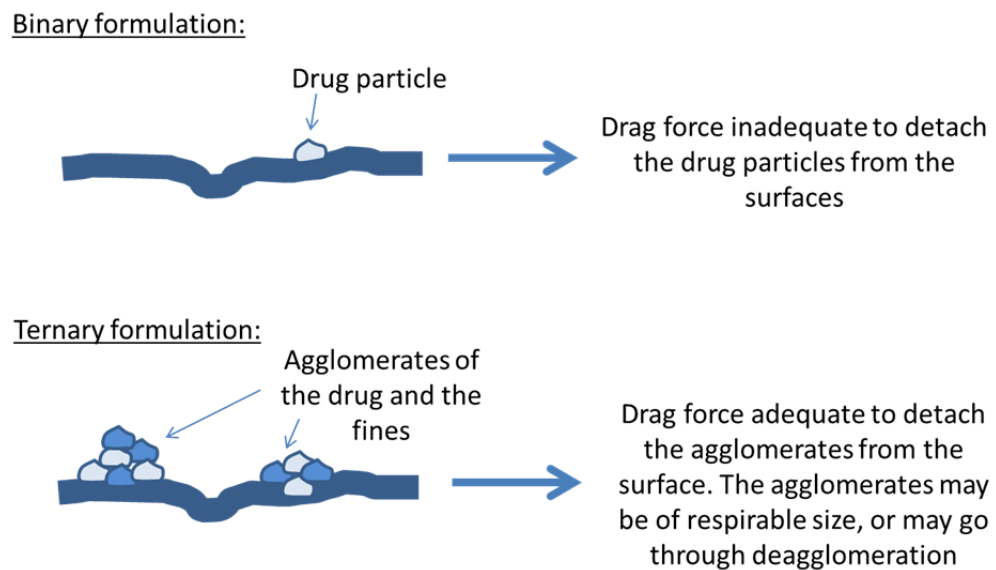 Binary formulation:
Drug particle
Drag force inadequate to detach
the drug particles from the
surfaces
Ternary formulation:
Agglomerates of
the drug and the
fines
Drag force adequate to detach
the agglomerates from the
surface. The agglomerates may
be of respirable size, or may go
through deagglomeration